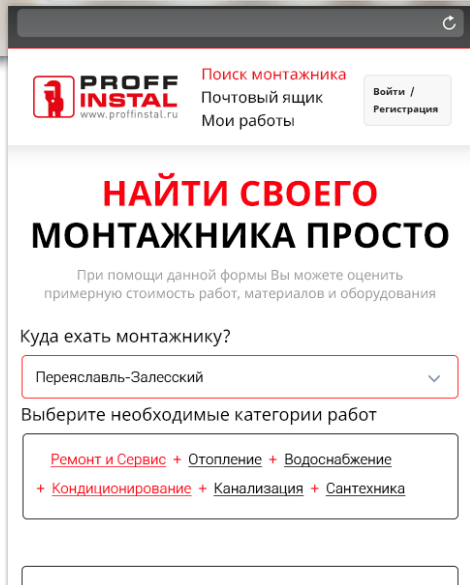 PROFF
INSTAL
www.proffinstal.ru
Поиск монтажника
Почтовый ящик
Мои работы
Войти /
Регистрация
НАЙТИ СВОЕГО
МОНТАЖНИКА ПРОСТО
При помощи данной формы Вы можете оценить
примерную стоимость работ, материалов и оборудования
Куда ехать монтажнику?
Переяславль-Залесский
Выберите необходимые категории работ
Ремонт и Сервис + Отопление + Водоснабжение
+ Кондиционирование + Канализация + Сантехника